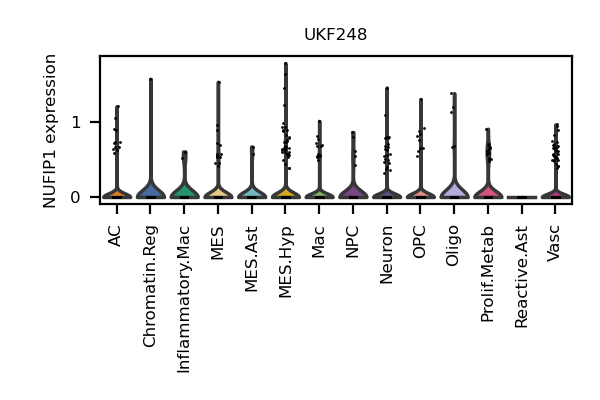 UKF248
NUFIP1 expression
1
0
AC
Chromatin.Reg
Inflammatory.Mac
MES
MES.Ast
MES.Hyp
Mac
NPC
Neuron
OPC
Oligo
Prolif.Metab
Reactive.Ast
Vasc